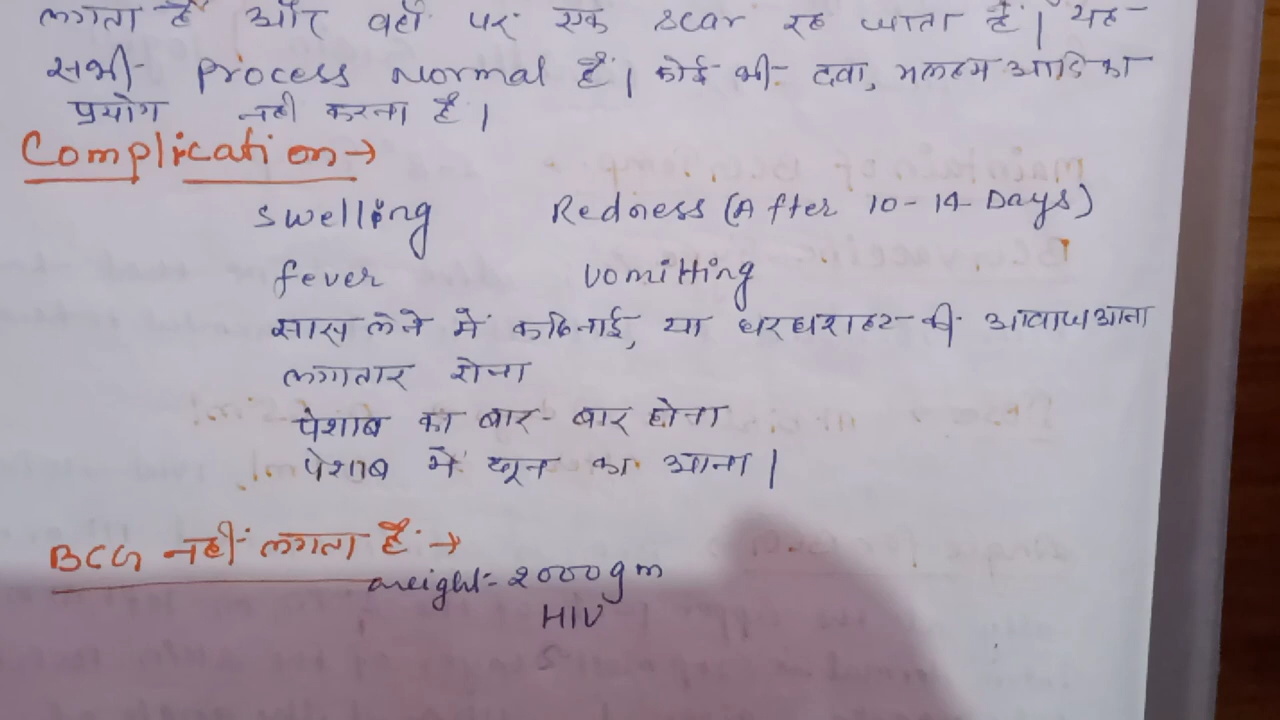 लगता है और वहाँ पर एक scar रह जाता है। यह
सभी process Normal है। कोई भी दवा, मलहम आदि का
प्रयोग नही करना है।
Complication→
swelling Redness (After 10-14 Days)
fever vomitting
सास लेने में कठिनाई, या घरघराहट की आवाज आना
लगातार रोना
पेशाब का बार-बार होना
पेशाब में खून का आना।
BCG नही लगता है→
weight- 2000gm
HIV
S